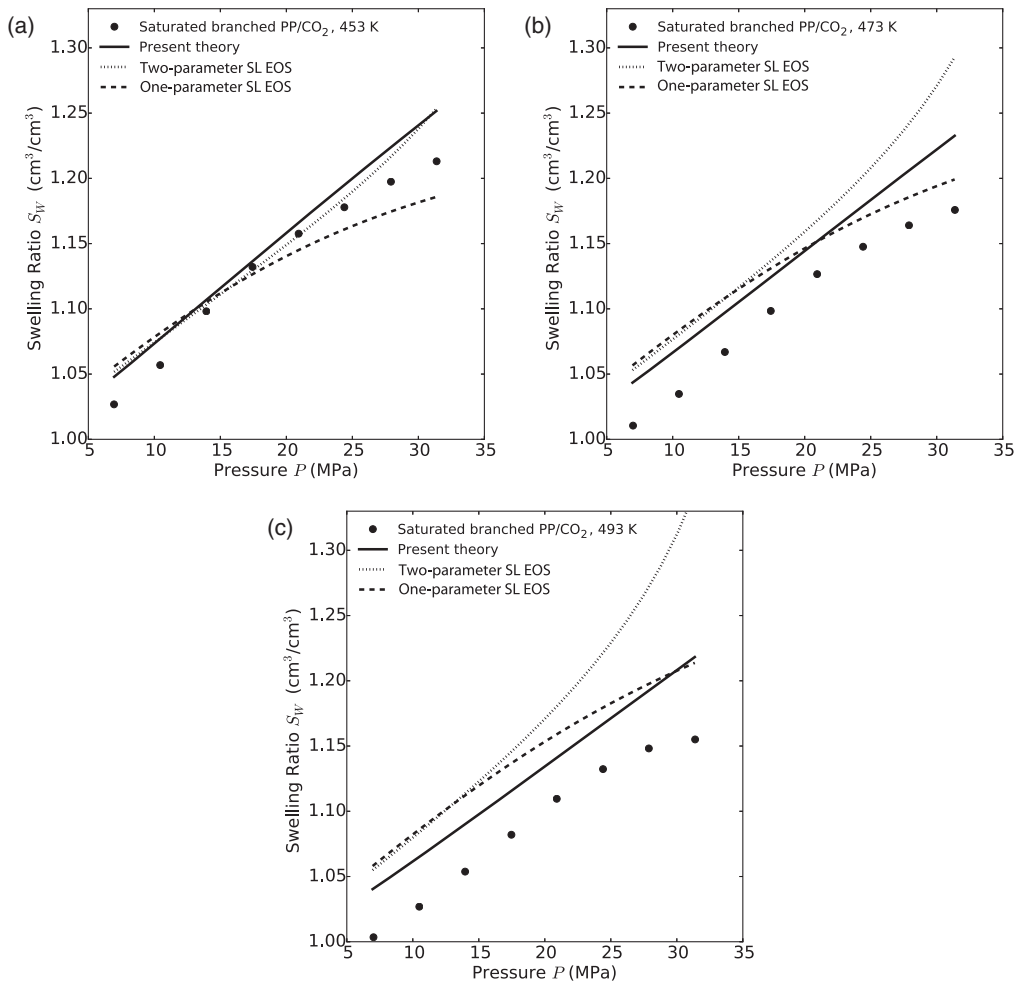 (a)
Saturated branched PP/CO₂, 453 K
Present theory
Two-parameter SL EOS
One-parameter SL EOS
1.30
1.25
1.20
1.15
1.10
1.05
1.00
Swelling Ratio S_W (cm³/cm³)
5 10 15 20 25 30 35
Pressure P (MPa)
(b)
Saturated branched PP/CO₂, 473 K
Present theory
Two-parameter SL EOS
One-parameter SL EOS
1.30
1.25
1.20
1.15
1.10
1.05
1.00
Swelling Ratio S_W (cm³/cm³)
5 10 15 20 25 30 35
Pressure P (MPa)
(c)
Saturated branched PP/CO₂, 493 K
Present theory
Two-parameter SL EOS
One-parameter SL EOS
1.30
1.25
1.20
1.15
1.10
1.05
1.00
Swelling Ratio S_W (cm³/cm³)
5 10 15 20 25 30 35
Pressure P (MPa)